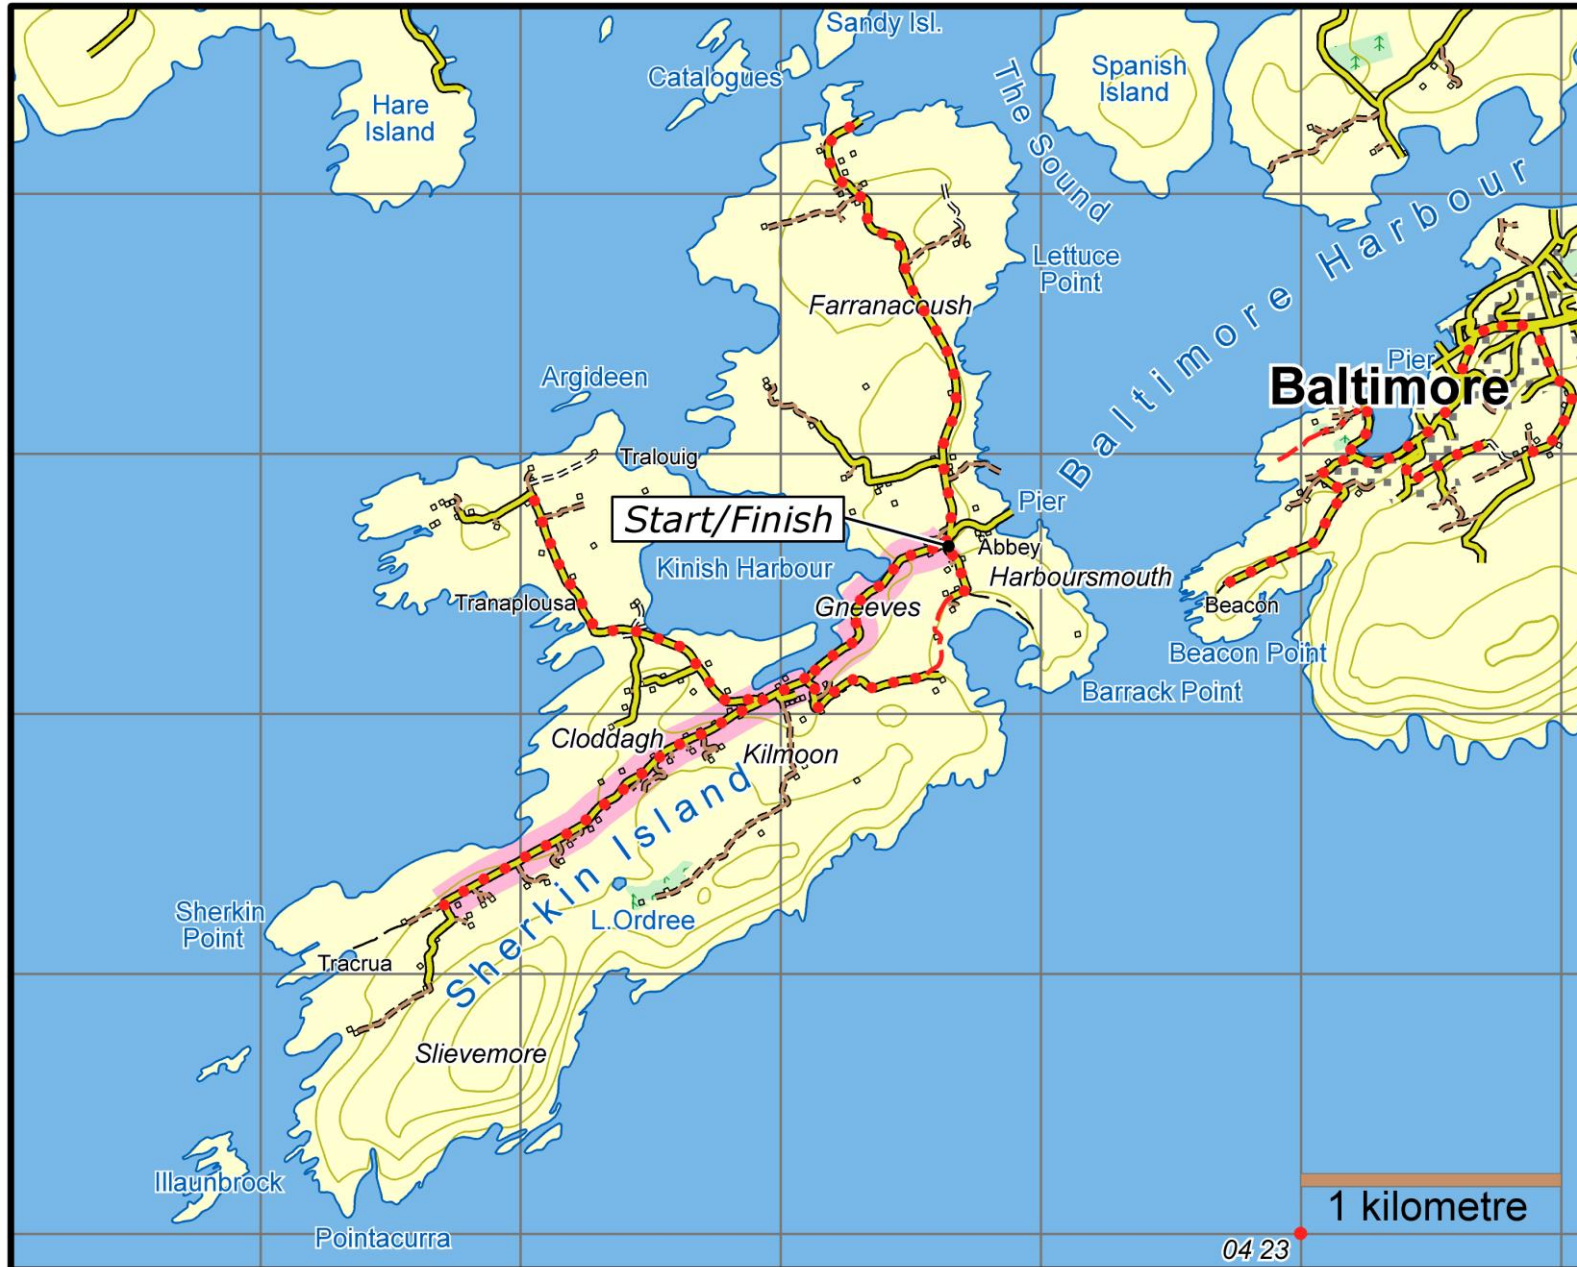 Sandy Isl.
Catalogues
Hare
Island
The Sound
Spanish
Island
Baltimore Harbour
Lettuce
Point
Farranacoush
Argideen
Pier
Baltimore
Tralouig
Start/Finish
Pier
Abbey
Kinish Harbour
Harboursmouth
Tranaplousa
Gneeves
Beacon
Beacon Point
Barrack Point
Cloddagh
Kilmoon
Sherkin Island
Sherkin
Point
L.Ordree
Tracrua
Slievemore
Illaunbrock
Pointacurra
1 kilometre
04 23